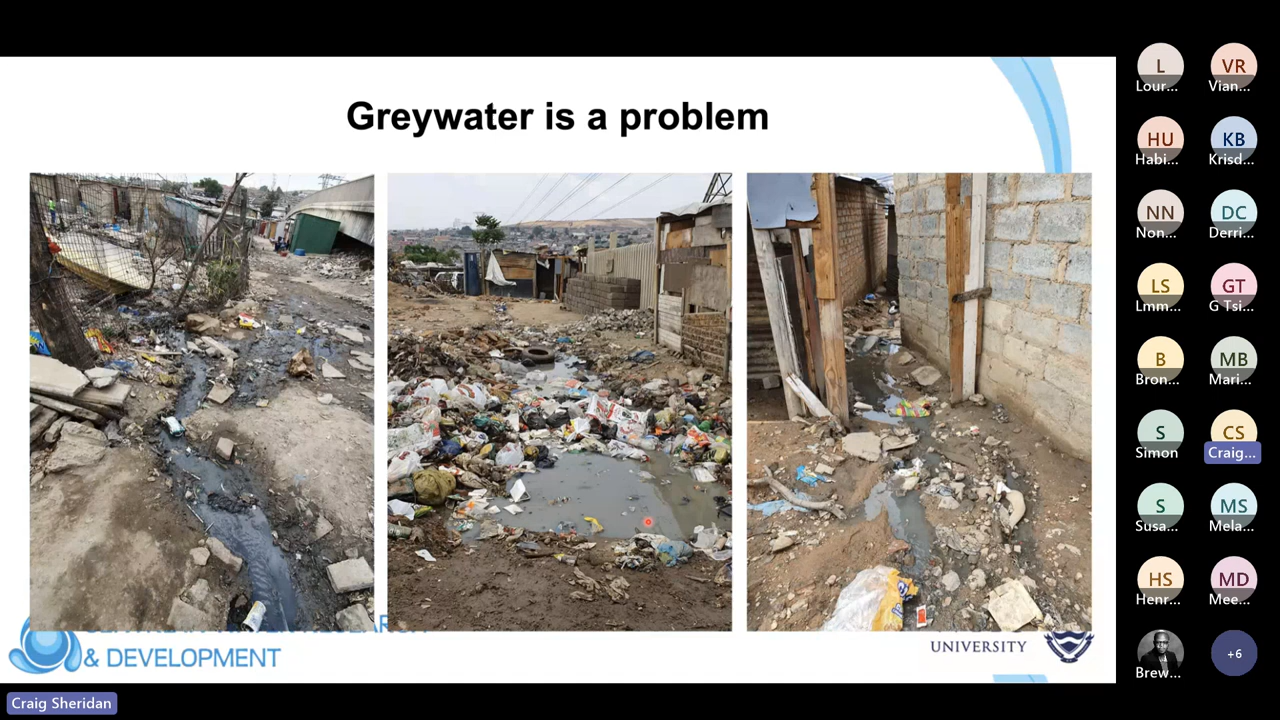 Greywater is a problem
& DEVELOPMENT
UNIVERSITY
Craig Sheridan
L
Lour...
VR
Vian...
HU
Habi...
KB
Krisd...
NN
Non...
DC
Derri...
LS
Lmm...
GT
G Tsi...
B
Bron...
MB
Mari...
S
Simon
CS
Craig...
S
Susa...
MS
Mela...
HS
Henr...
MD
Mee...
Brew...
+6